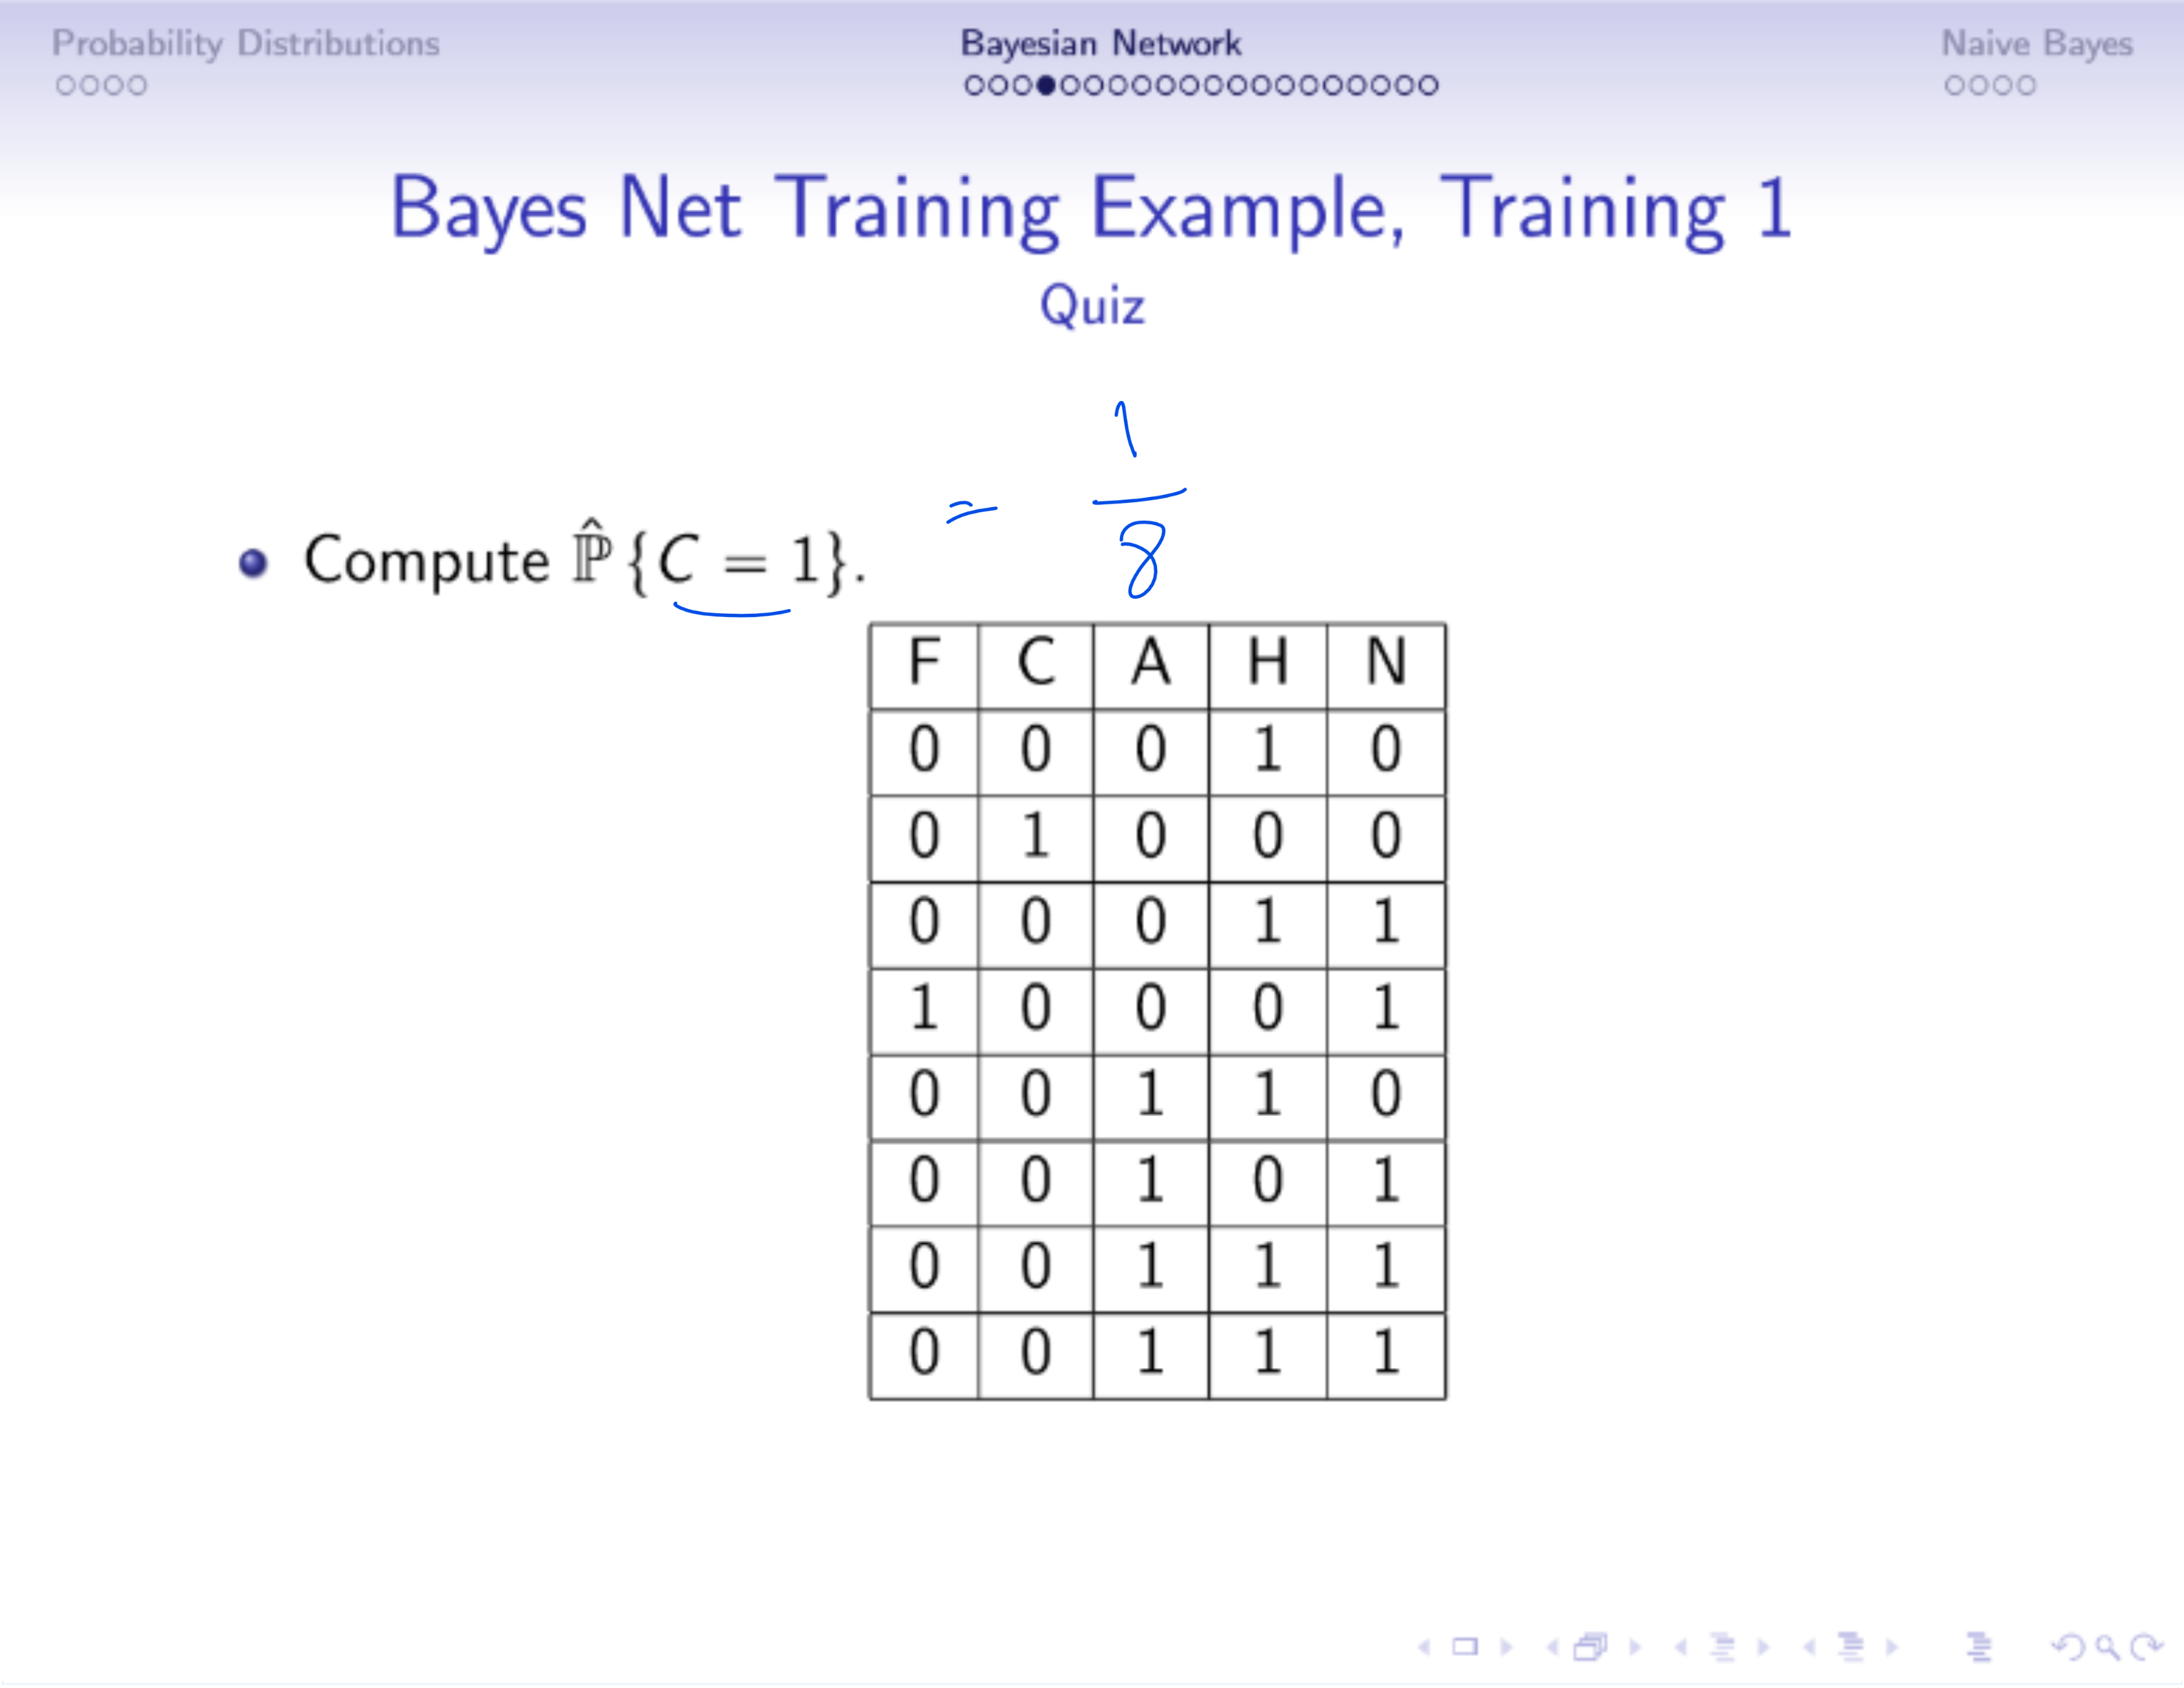 Probability Distributions Bayesian Network Naive Bayes
Bayes Net Training Example, Training 1
Quiz
Compute P̂{C = 1}. = 1/8
F C A H N
0 0 0 1 0
0 1 0 0 0
0 0 0 1 1
1 0 0 0 1
0 0 1 1 0
0 0 1 0 1
0 0 1 1 1
0 0 1 1 1